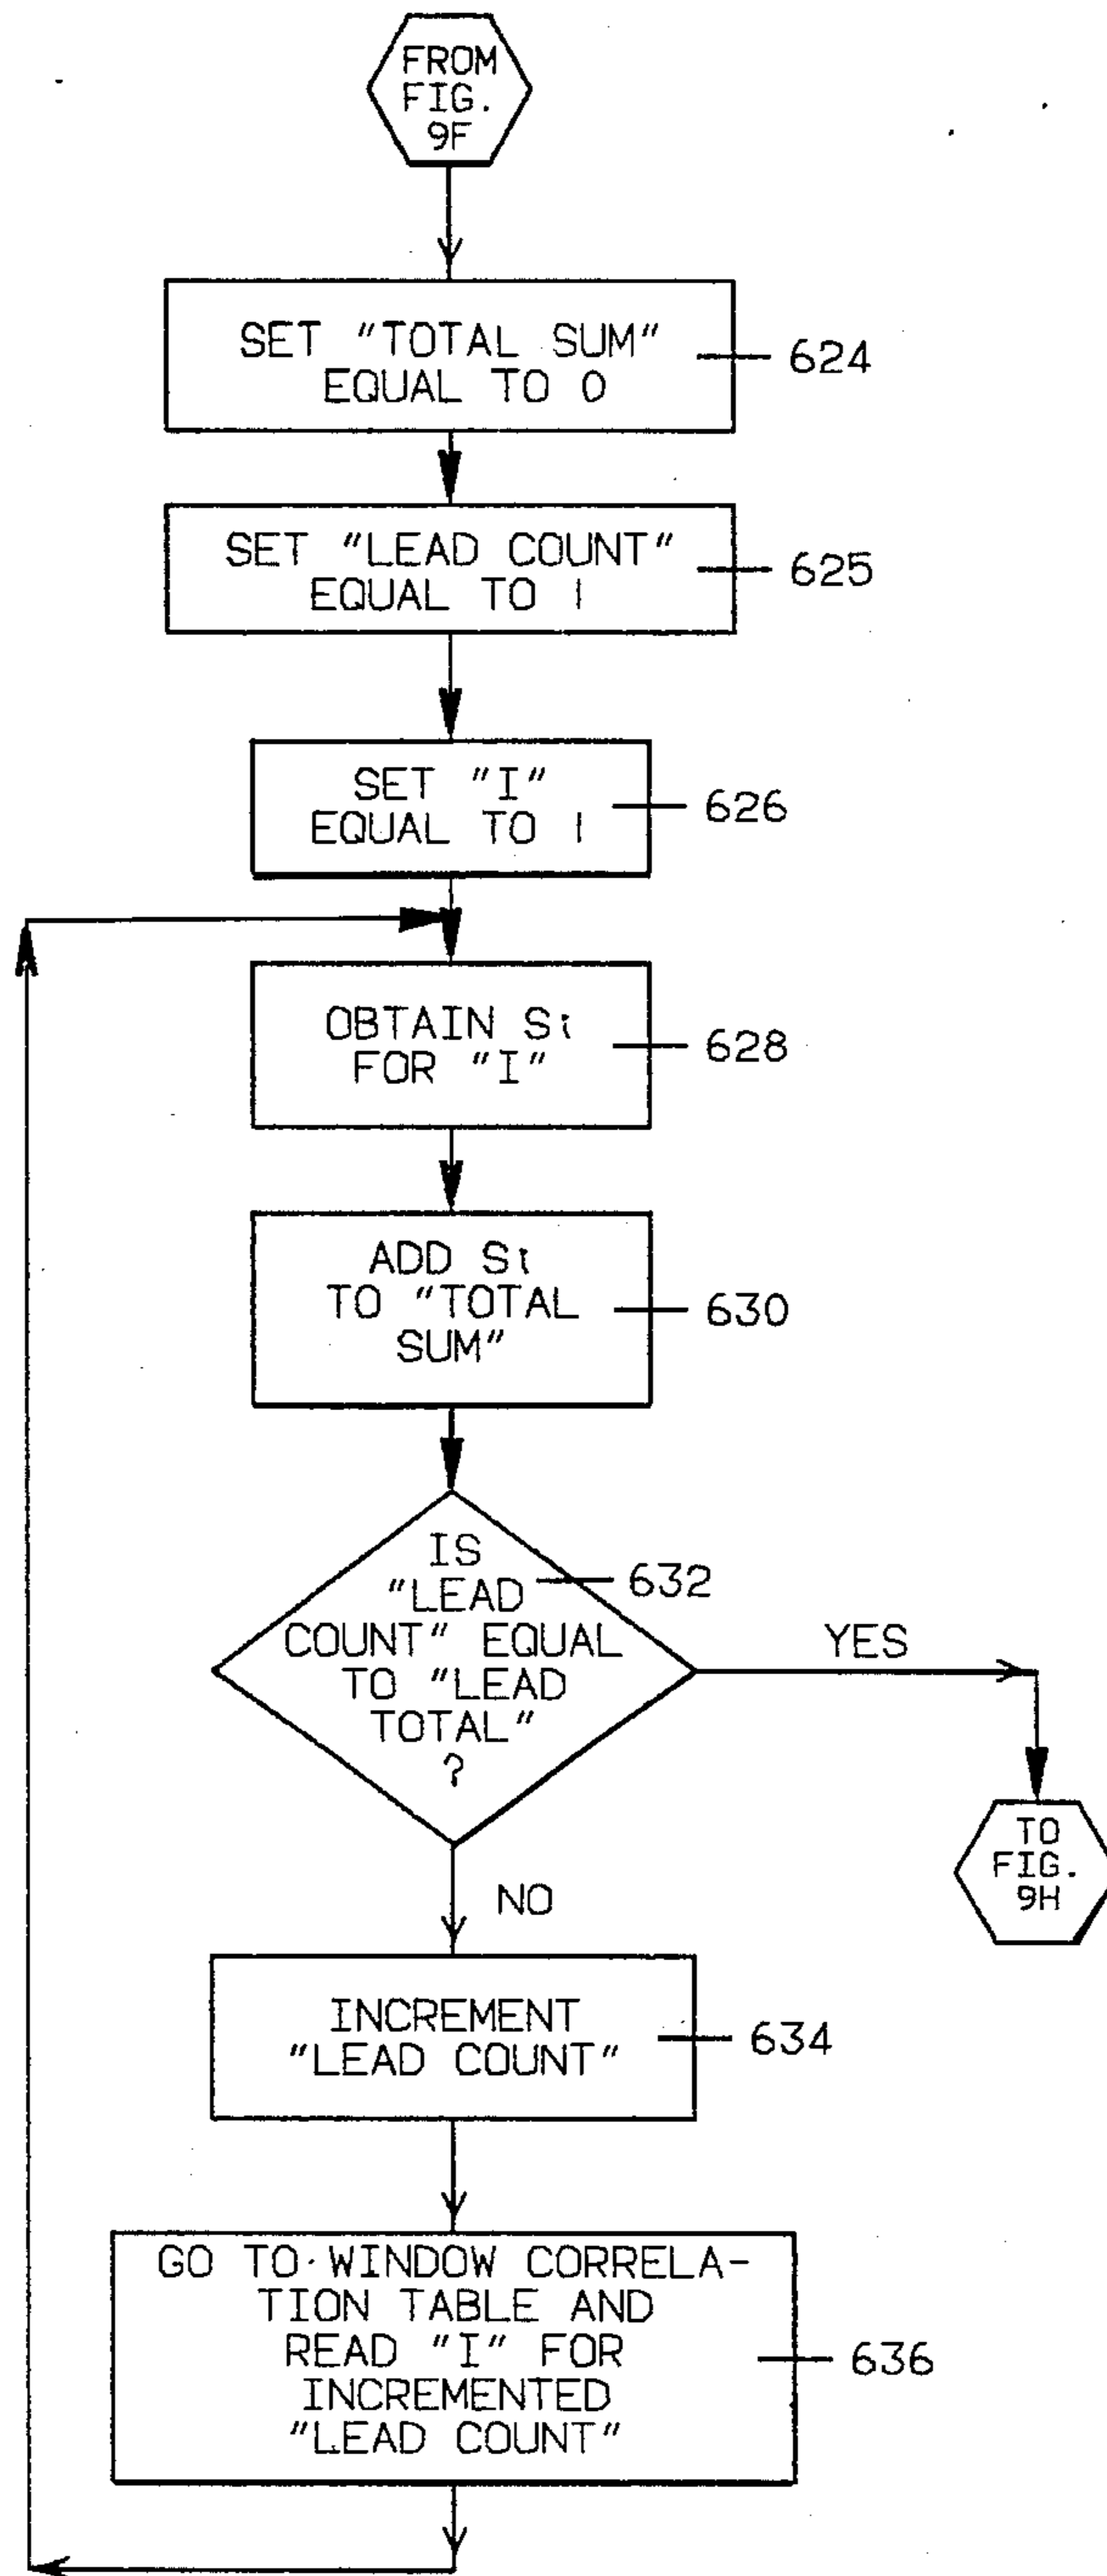 FROM
FIG.
9F
SET "TOTAL SUM"
EQUAL TO 0
624
SET "LEAD COUNT"
EQUAL TO 1
625
SET "I"
EQUAL TO 1
626
OBTAIN Si
FOR "I"
628
ADD Si
TO "TOTAL
SUM"
630
IS
"LEAD
COUNT" EQUAL
TO "LEAD
TOTAL"
?
632
YES
TO
FIG.
9H
NO
INCREMENT
"LEAD COUNT"
634
GO TO WINDOW CORRELA-
TION TABLE AND
READ "I" FOR
INCREMENTED
"LEAD COUNT"
636